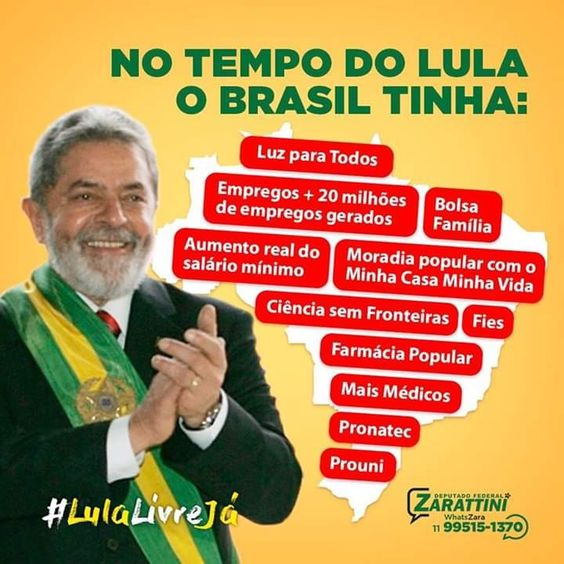 NO TEMPO DO LULA
O BRASIL TINHA:
Luz para Todos
Empregos + 20 milhões
de empregos gerados
Bolsa
Família
Aumento real do
salário mínimo
Moradia popular com o
Minha Casa Minha Vida
Ciência sem Fronteiras
Fies
Farmácia Popular
Mais Médicos
Pronatec
Prouni
#LulaLivreJá
DEPUTADO FEDERAL
ZARATTINI
WhatsZara
11 99515-1370